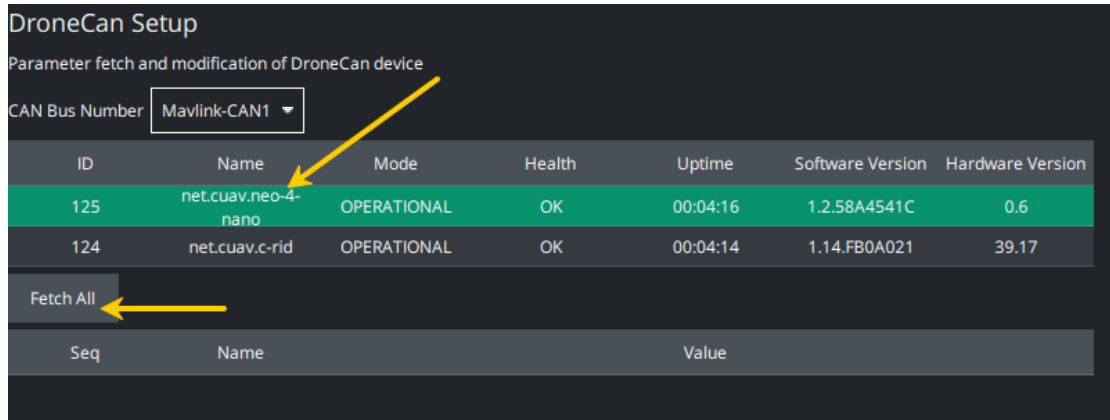 DroneCan Setup
Parameter fetch and modification of DroneCan device
CAN Bus Number Mavlink-CAN1
ID Name Mode Health Uptime Software Version Hardware Version
125 net.cuav.neo-4-nano OPERATIONAL OK 00:04:16 1.2.58A4541C 0.6
124 net.cuav.c-rid OPERATIONAL OK 00:04:14 1.14.FB0A021 39.17
Fetch All
Seq Name Value